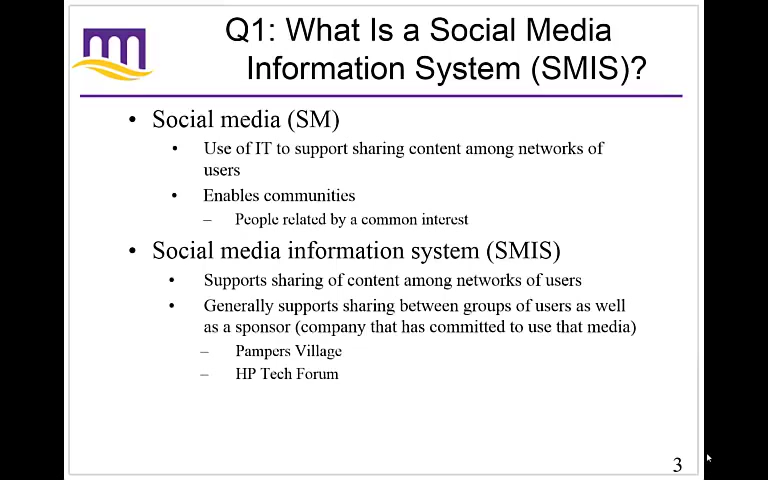 Q1: What Is a Social Media
Information System (SMIS)?
• Social media (SM)
• Use of IT to support sharing content among networks of
users
• Enables communities
– People related by a common interest
• Social media information system (SMIS)
• Supports sharing of content among networks of users
• Generally supports sharing between groups of users as well
as a sponsor (company that has committed to use that media)
– Pampers Village
– HP Tech Forum
3